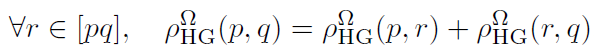 ∀r ∈ [pq],  ρ^Ω_HG(p, q) = ρ^Ω_HG(p, r) + ρ^Ω_HG(r, q)